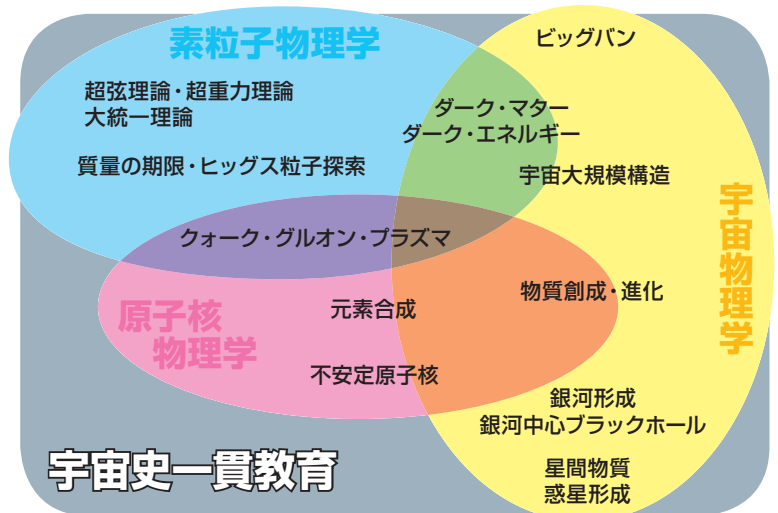 素粒子物理学
超弦理論・超重力理論
大統一理論
質量の期限・ヒッグス粒子探索
ビッグバン
ダーク・マター
ダーク・エネルギー
宇宙大規模構造
宇宙物理学
クォーク・グルオン・プラズマ
原子核
物理学
元素合成
不安定原子核
物質創成・進化
銀河形成
銀河中心ブラックホール
星間物質
惑星形成
宇宙史一貫教育